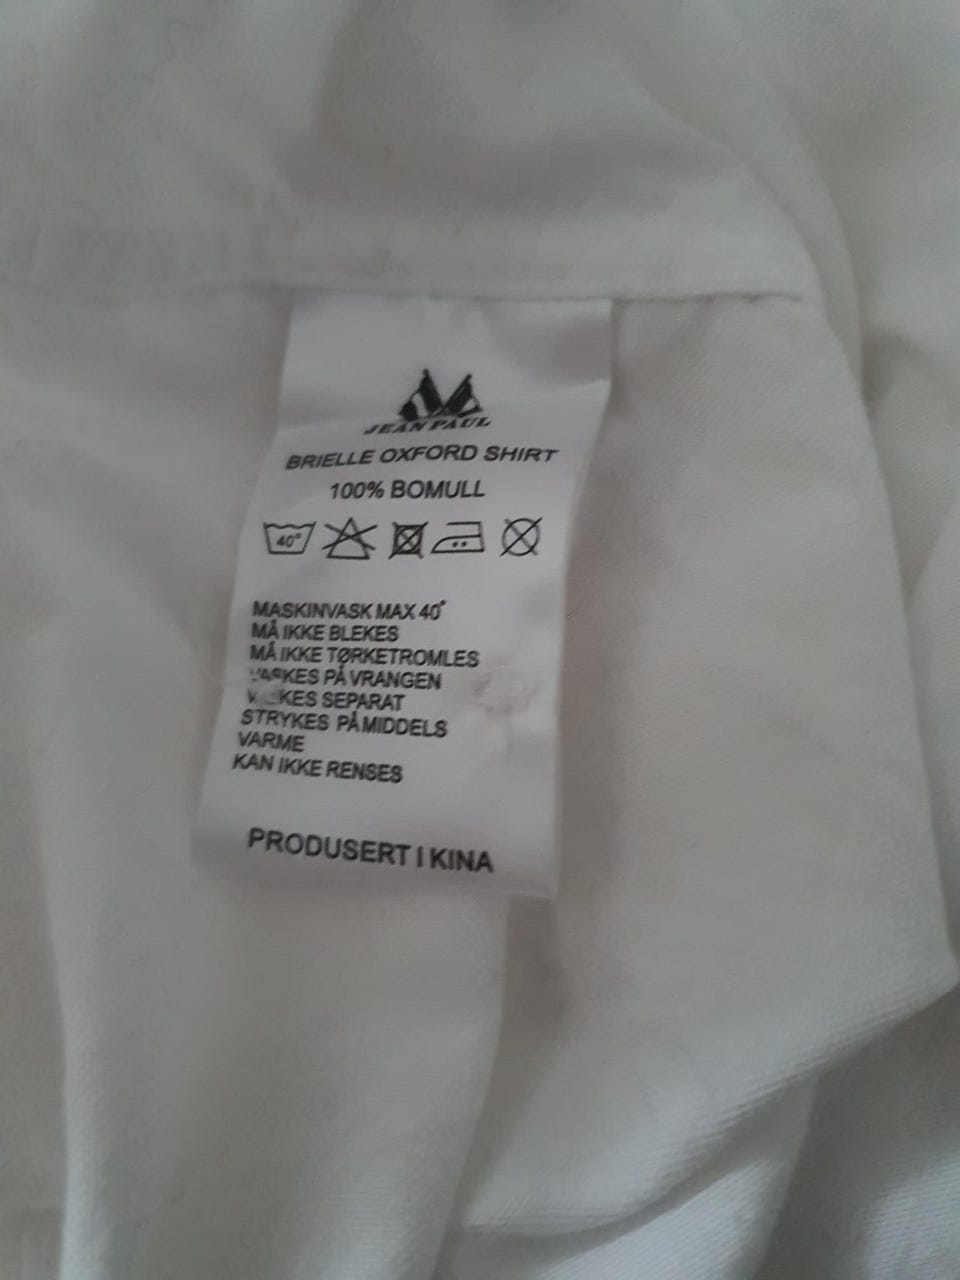 JEAN PAUL
BRIELLE OXFORD SHIRT
100% BOMULL
40°
MASKINVASK MAX 40°
MÅ IKKE BLEKES
MÅ IKKE TØRKETROMLES
PÅ VRANGEN
SEPARAT
STRYKES PÅ MIDDELS
VARME
KAN IKKE RENSES
PRODUSERT I KINA